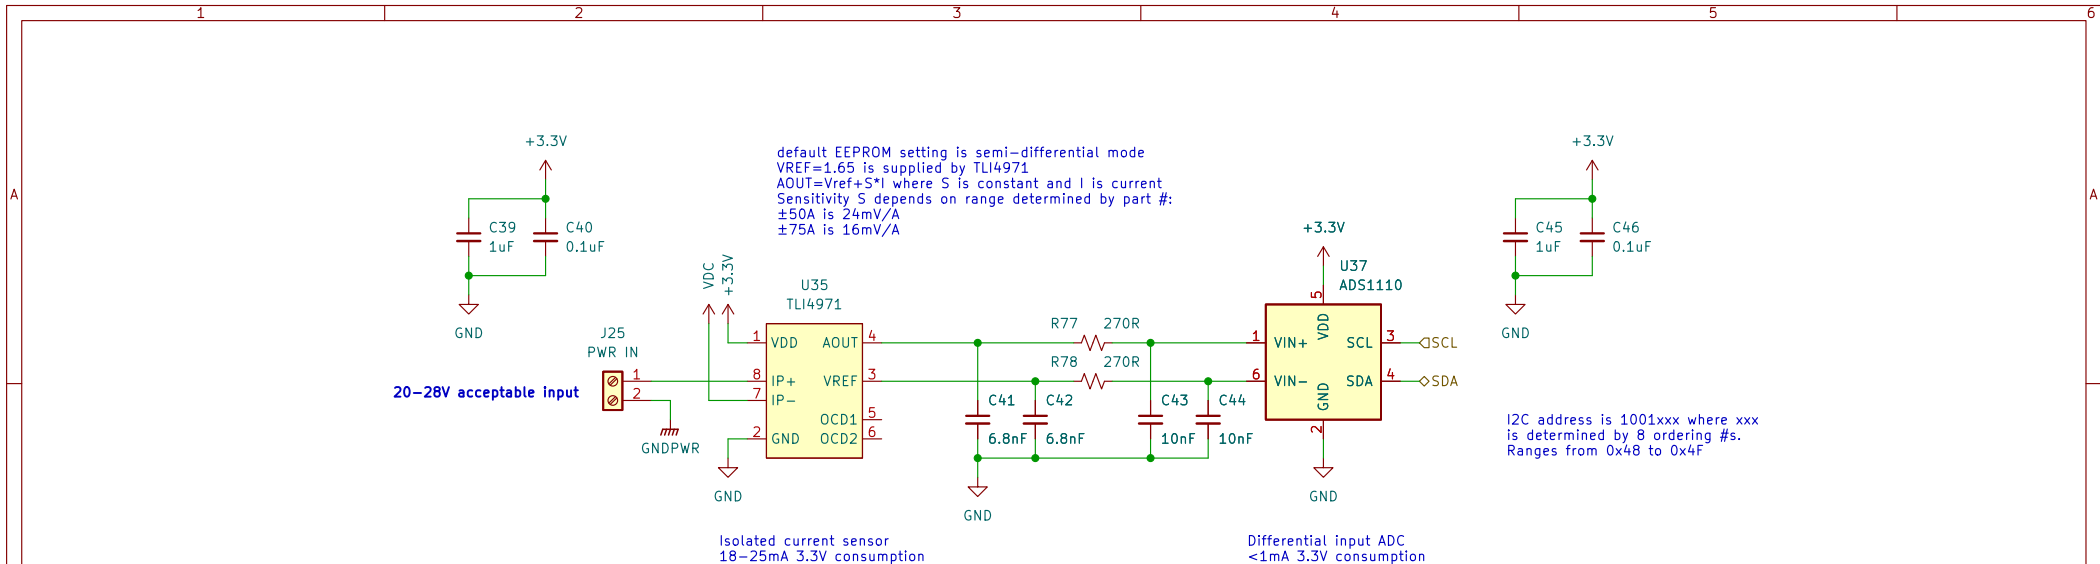 1 2 3 4 5 6
A A
+3.3V
C39 1uF
C40 0.1uF
GND
default EEPROM setting is semi-differential mode
VREF=1.65 is supplied by TLI4971
AOUT=Vref+S*I where S is constant and I is current
Sensitivity S depends on range determined by part #:
±50A is 24mV/A
±75A is 16mV/A
+3.3V
C45 1uF
C46 0.1uF
GND
20-28V acceptable input
J25
PWR IN
1
2
GNDPWR
VDC
+3.3V
U35
TLI4971
1 VDD AOUT 4
8 IP+ VREF 3
7 IP-
OCD1 5
2 GND OCD2 6
GND
Isolated current sensor
18-25mA 3.3V consumption
R77 270R
R78 270R
C41 6.8nF
C42 6.8nF
C43 10nF
C44 10nF
GND
+3.3V
U37
ADS1110
5 VDD
1 VIN+ SCL 3 SCL
6 VIN- SDA 4 SDA
GND 2
GND
Differential input ADC
<1mA 3.3V consumption
I2C address is 1001xxx where xxx
is determined by 8 ordering #s.
Ranges from 0x48 to 0x4F